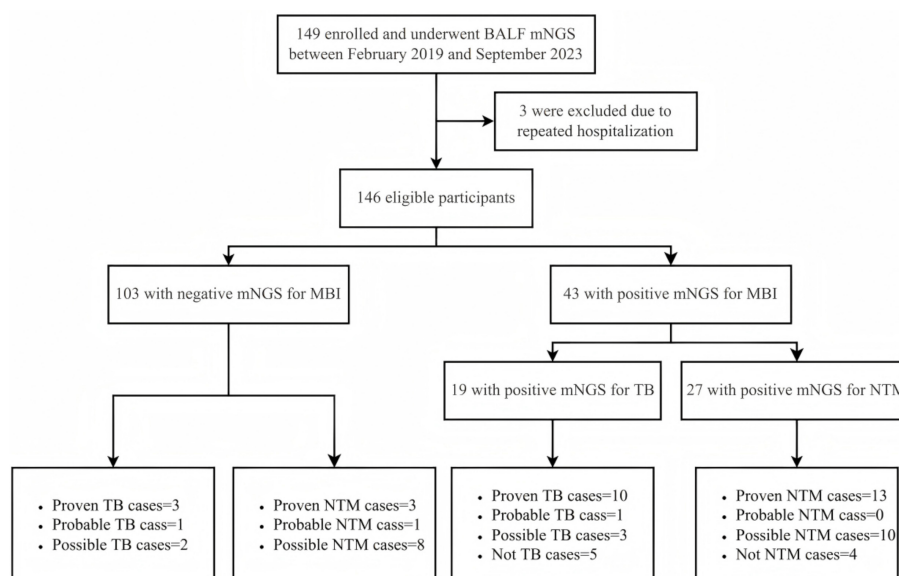 149 enrolled and underwent BALF mNGS
between February 2019 and September 2023
3 were excluded due to
repeated hospitalization
146 eligible participants
103 with negative mNGS for MBI
43 with positive mNGS for MBI
19 with positive mNGS for TB
27 with positive mNGS for NTM
• Proven TB cases=3
• Probable TB cass=1
• Possible TB cases=2
• Proven NTM cases=3
• Probable NTM cass=1
• Possible NTM cases=8
• Proven TB cases=10
• Probable TB cass=1
• Possible TB cases=3
• Not TB cases=5
• Proven NTM cases=13
• Probable NTM cass=0
• Possible NTM cases=10
• Not NTM cases=4